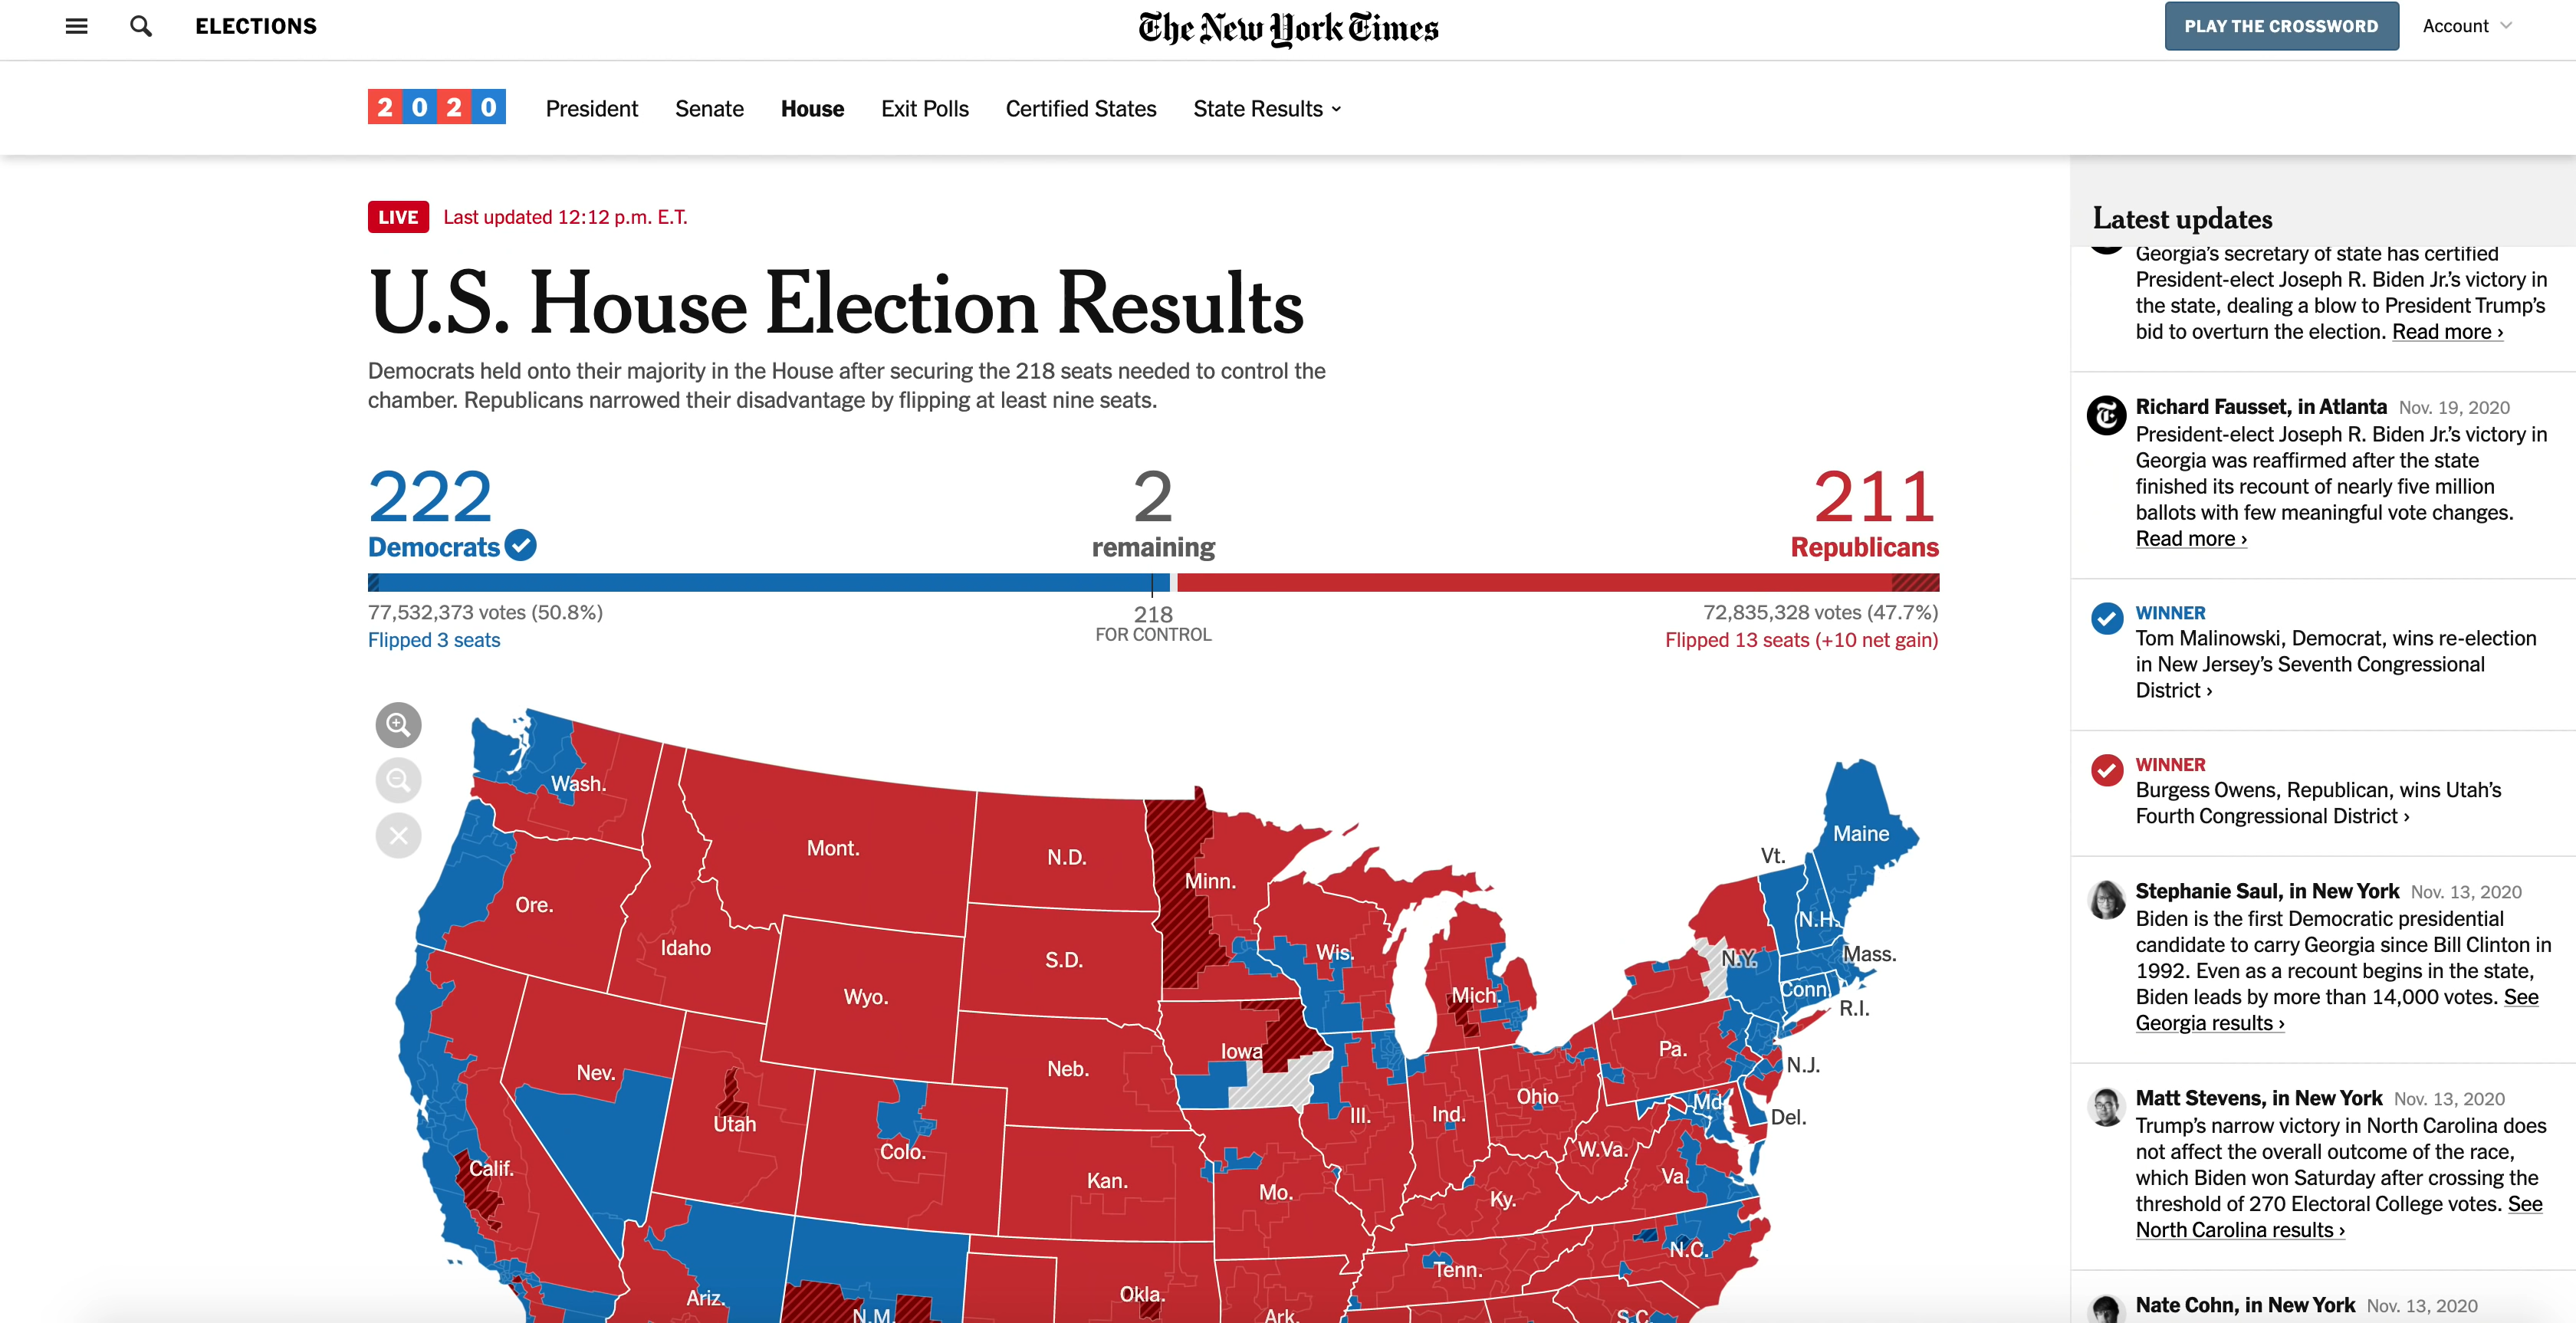 ELECTIONS
The New York Times
PLAY THE CROSSWORD
Account
2020
President
Senate
House
Exit Polls
Certified States
State Results
LIVE
Last updated 12:12 p.m. E.T.
U.S. House Election Results
Democrats held onto their majority in the House after securing the 218 seats needed to control the
chamber. Republicans narrowed their disadvantage by flipping at least nine seats.
222
Democrats
2
remaining
211
Republicans
77,532,373 votes (50.8%)
Flipped 3 seats
218
FOR CONTROL
72,835,328 votes (47.7%)
Flipped 13 seats (+10 net gain)
Wash.
Mont.
N.D.
Minn.
Maine
Vt.
Ore.
Idaho
S.D.
Wis.
N.H.
N.Y.
Mass.
Wyo.
Mich.
Conn.
R.I.
Nev.
Neb.
Iowa
Pa.
N.J.
Utah
Colo.
Ill.
Ind.
Ohio
Md.
Del.
Calif.
Kan.
Mo.
W.Va.
Va.
Ky.
Ariz.
N.M.
Okla.
Ark.
Tenn.
N.C.
S.C.
Latest updates
Georgia’s secretary of state has certified
President-elect Joseph R. Biden Jr.’s victory in
the state, dealing a blow to President Trump’s
bid to overturn the election. Read more ›
Richard Fausset, in Atlanta Nov. 19, 2020
President-elect Joseph R. Biden Jr.’s victory in
Georgia was reaffirmed after the state
finished its recount of nearly five million
ballots with few meaningful vote changes.
Read more ›
WINNER
Tom Malinowski, Democrat, wins re-election
in New Jersey’s Seventh Congressional
District ›
WINNER
Burgess Owens, Republican, wins Utah’s
Fourth Congressional District ›
Stephanie Saul, in New York Nov. 13, 2020
Biden is the first Democratic presidential
candidate to carry Georgia since Bill Clinton in
1992. Even as a recount begins in the state,
Biden leads by more than 14,000 votes. See
Georgia results ›
Matt Stevens, in New York Nov. 13, 2020
Trump’s narrow victory in North Carolina does
not affect the overall outcome of the race,
which Biden won Saturday after crossing the
threshold of 270 Electoral College votes. See
North Carolina results ›
Nate Cohn, in New York Nov. 13, 2020